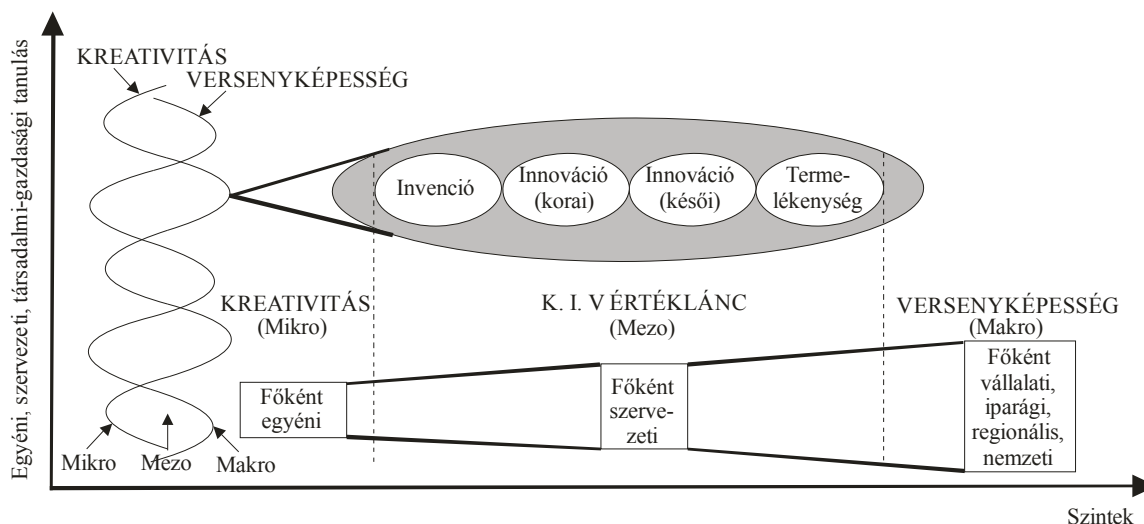 Egyéni, szervezeti, társadalmi-gazdasági tanulás
KREATIVITÁS
VERSENYKÉPESSÉG
Invenció
Innováció
(korai)
Innováció
(késői)
Terme-
lékenység
KREATIVITÁS
(Mikro)
K. I. V ÉRTÉKLÁNC
(Mezo)
VERSENYKÉPESSÉG
(Makro)
Főként
egyéni
Főként
szerve-
zeti
Főként
vállalati,
iparági,
regionális,
nemzeti
Mikro
Mezo
Makro
Szintek